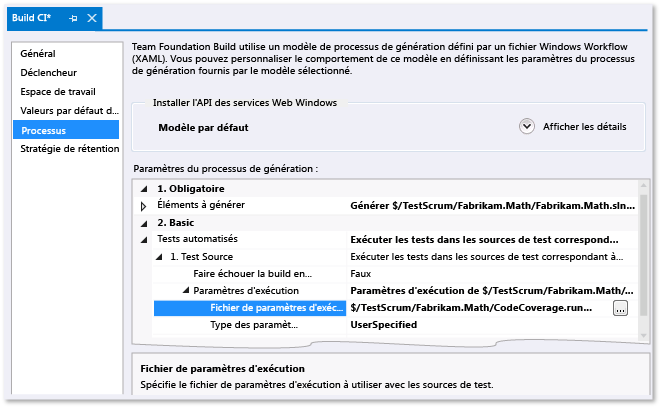 Build CI*
Général
Déclencheur
Espace de travail
Valeurs par défaut d...
Processus
Stratégie de rétention
Team Foundation Build utilise un modèle de processus de génération défini par un fichier Windows Workflow
(XAML). Vous pouvez personnaliser le comportement de ce modèle en définissant les paramètres du processus
de génération fournis par le modèle sélectionné.
Installer l'API des services Web Windows
Modèle par défaut
Afficher les détails
Paramètres du processus de génération :
1. Obligatoire
Éléments à générer Générer $/TestScrum/Fabrikam.Math/Fabrikam.Math.sln...
2. Basic
Tests automatisés Exécuter les tests dans les sources de test correspond...
1. Test Source Exécuter les tests dans les sources de test correspondant à...
Faire échouer la build en... Faux
Paramètres d'exécution Paramètres d'exécution de $/TestScrum/Fabrikam.Math/...
Fichier de paramètres d'exéc... $/TestScrum/Fabrikam.Math/CodeCoverage.run... ...
Type des paramèt... UserSpecified
Fichier de paramètres d'exécution
Spécifie le fichier de paramètres d'exécution à utiliser avec les sources de test.